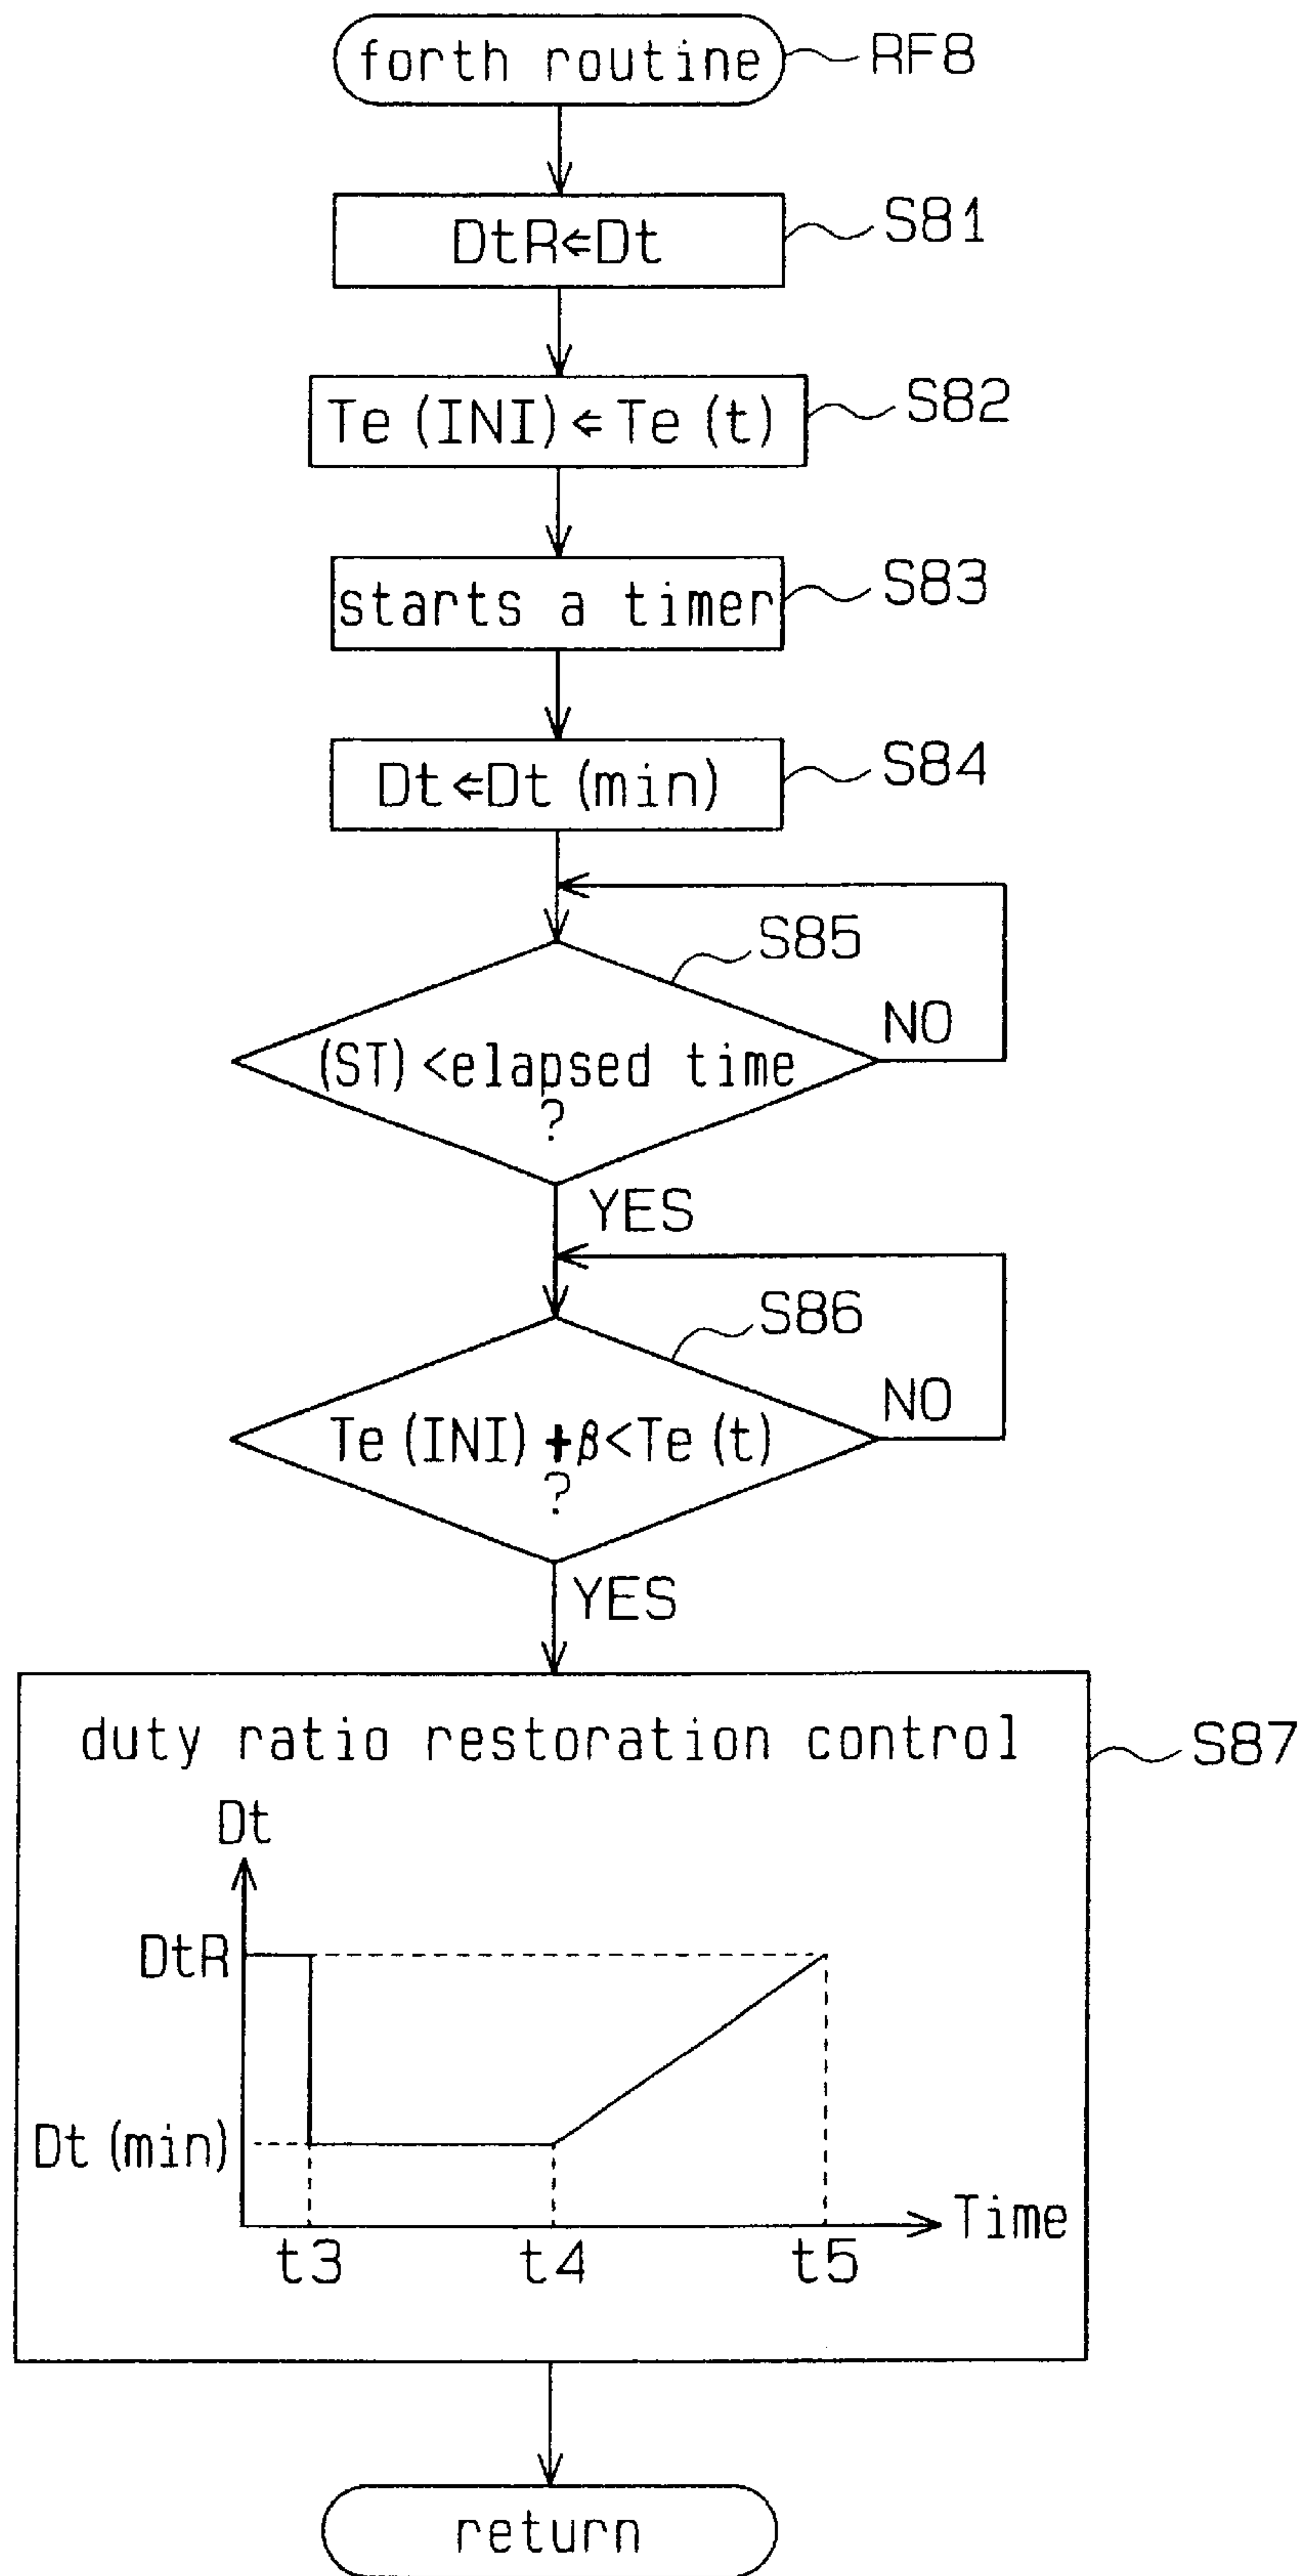 forth routine RF8
DtR⇐Dt S81
Te (INI) ⇐ Te (t) S82
starts a timer S83
Dt⇐Dt (min) S84
S85
NO
(ST) <elapsed time
?
YES
S86
NO
Te (INI) +β<Te (t)
?
YES
duty ratio restoration control S87
Dt
DtR
Dt (min)
Time
t3 t4 t5
return